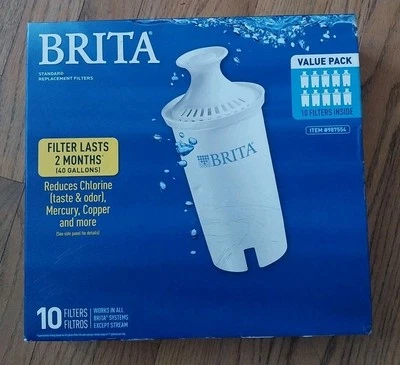 BRITA
STANDARD
REPLACEMENT FILTERS
VALUE PACK
10 FILTERS INSIDE
ITEM #987554
FILTER LASTS
2 MONTHS*
(40 GALLONS)
Reduces Chlorine
(taste & odor),
Mercury, Copper
and more
(See side panel for details)
BRITA
10 FILTERS
FILTROS
WORKS IN ALL
BRITA® SYSTEMS
EXCEPT STREAM